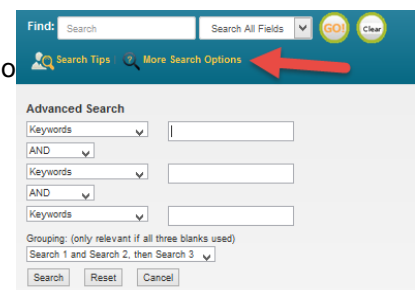 Find: Search Search All Fields GO! Clear
Search Tips | More Search Options
o
Advanced Search
Keywords
AND
Keywords
AND
Keywords
Grouping: (only relevant if all three blanks used)
Search 1 and Search 2, then Search 3
Search Reset Cancel